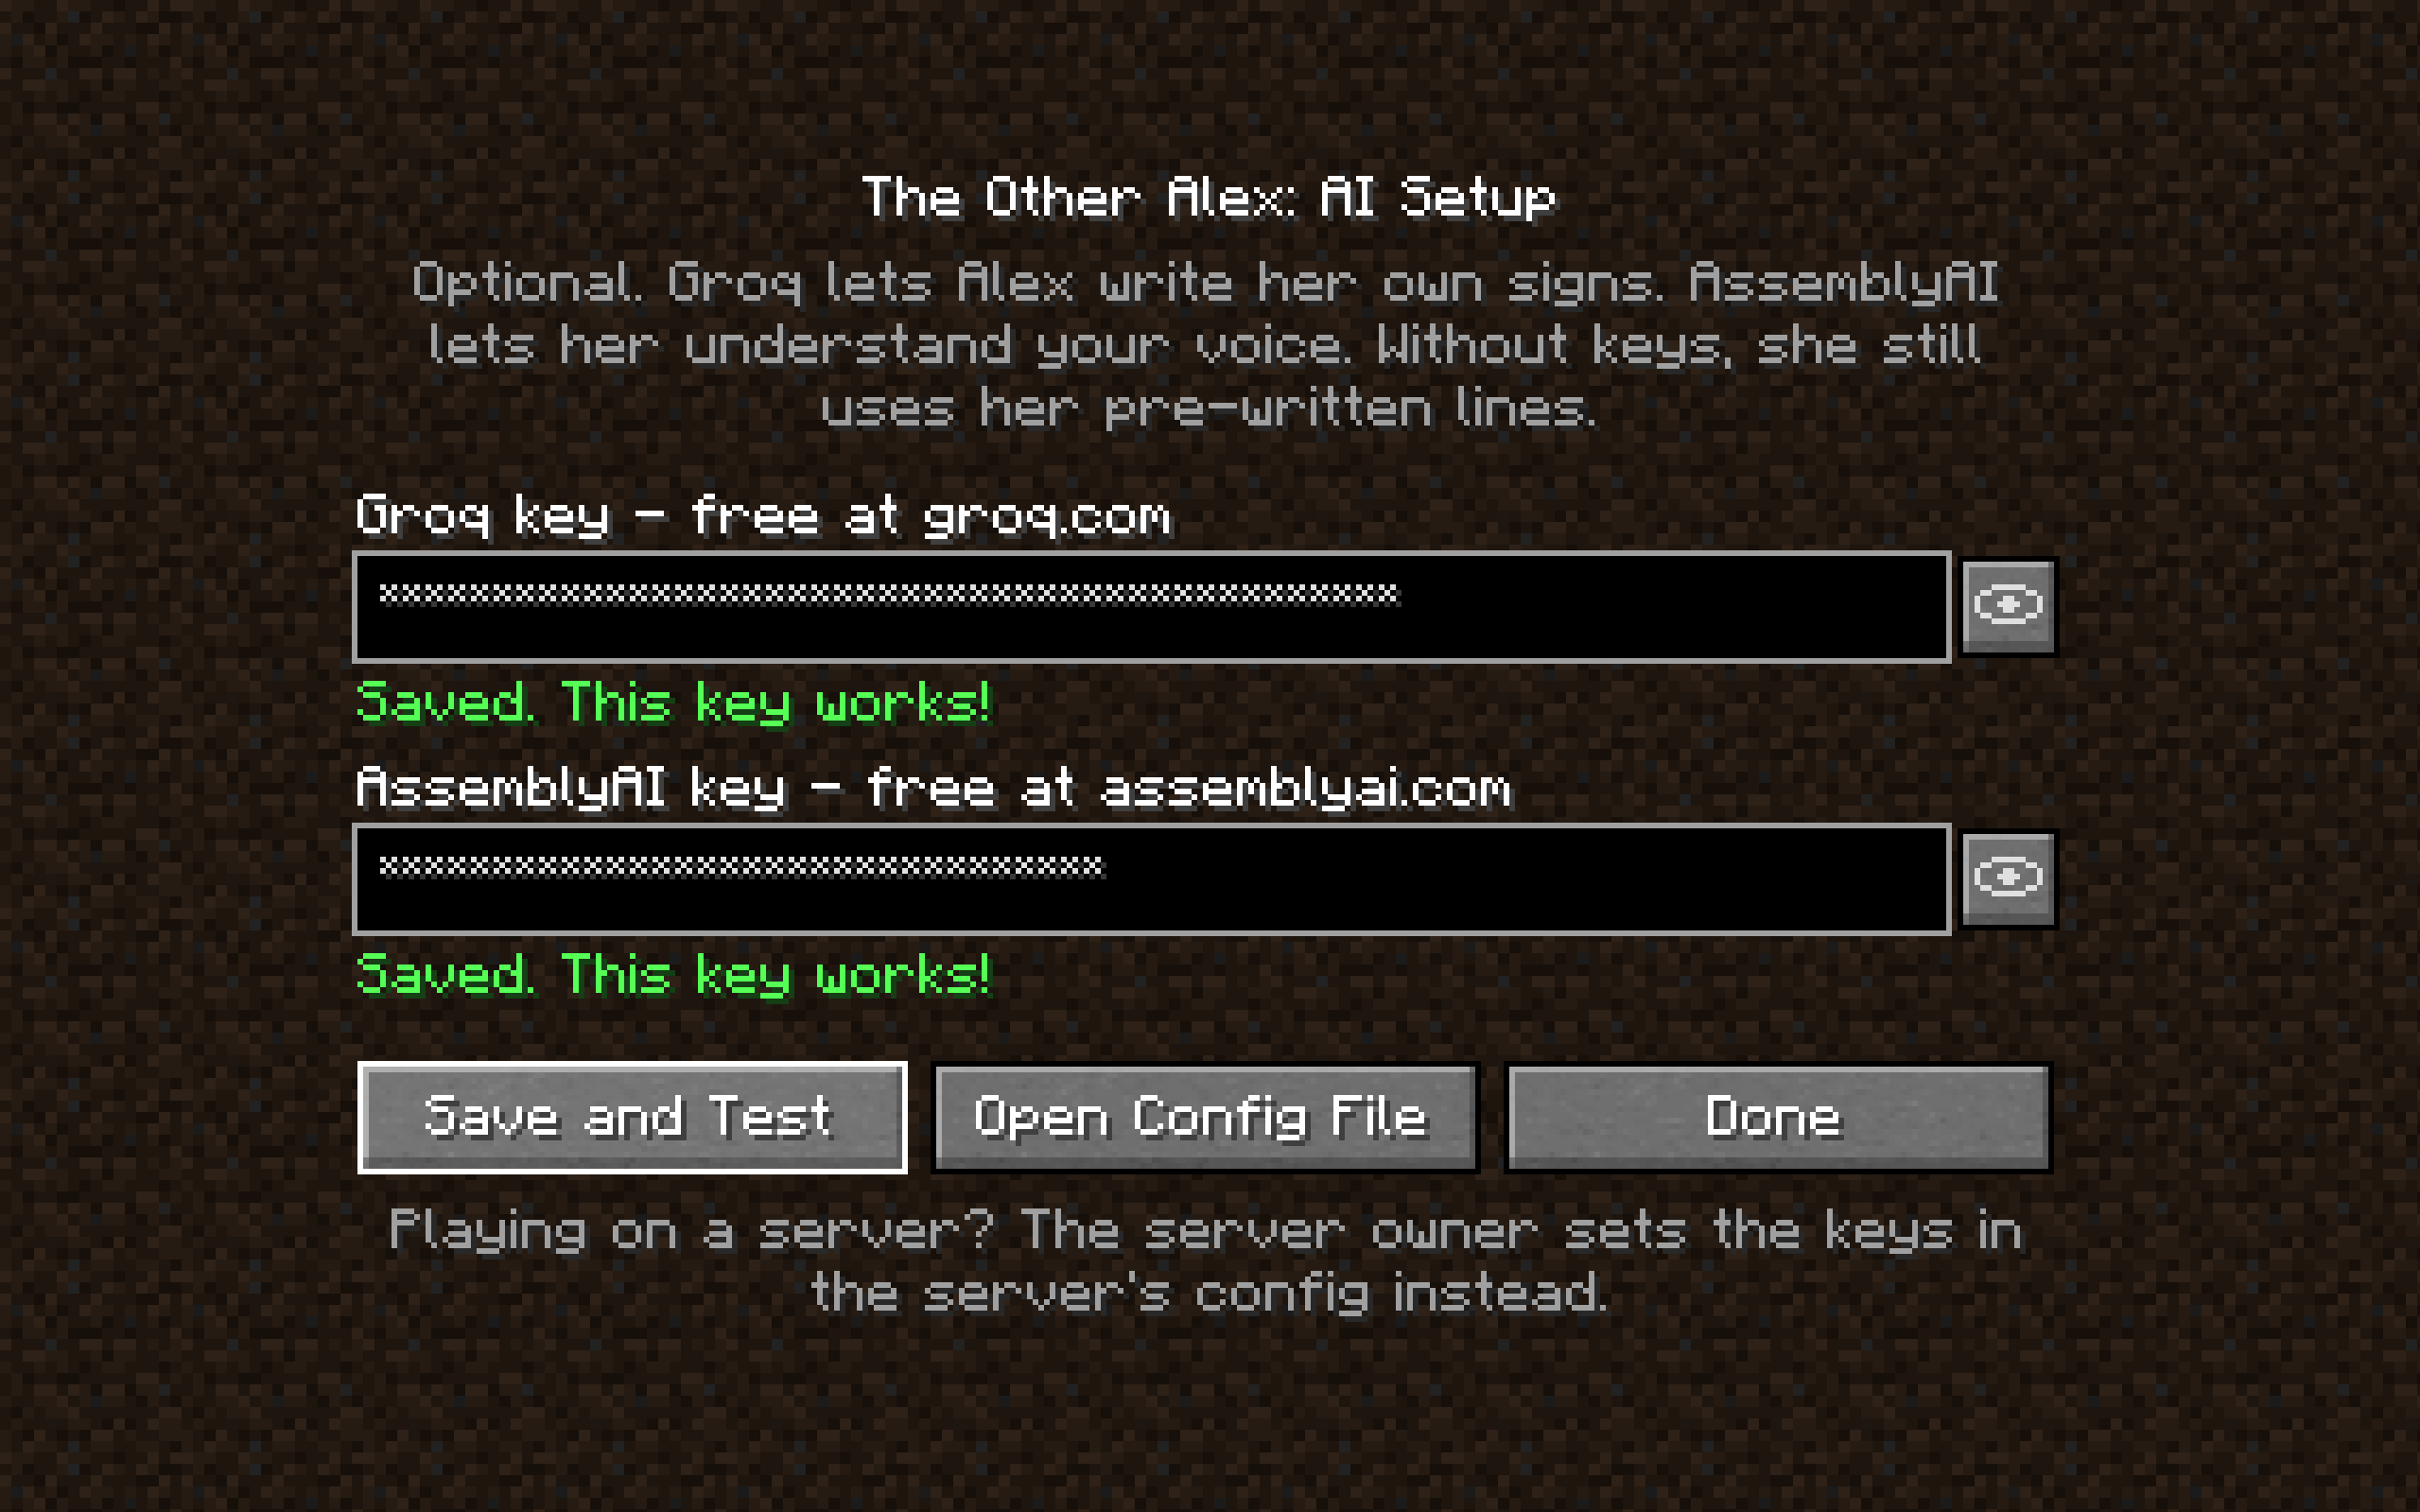 The Other Alex: AI Setup
Optional. Groq lets Alex write her own signs. AssemblyAI
lets her understand your voice. Without keys, she still
uses her pre-written lines.
Groq key - free at groq.com
Saved. This key works!
AssemblyAI key - free at assemblyai.com
Saved. This key works!
Save and Test
Open Config File
Done
Playing on a server? The server owner sets the keys in
the server's config instead.